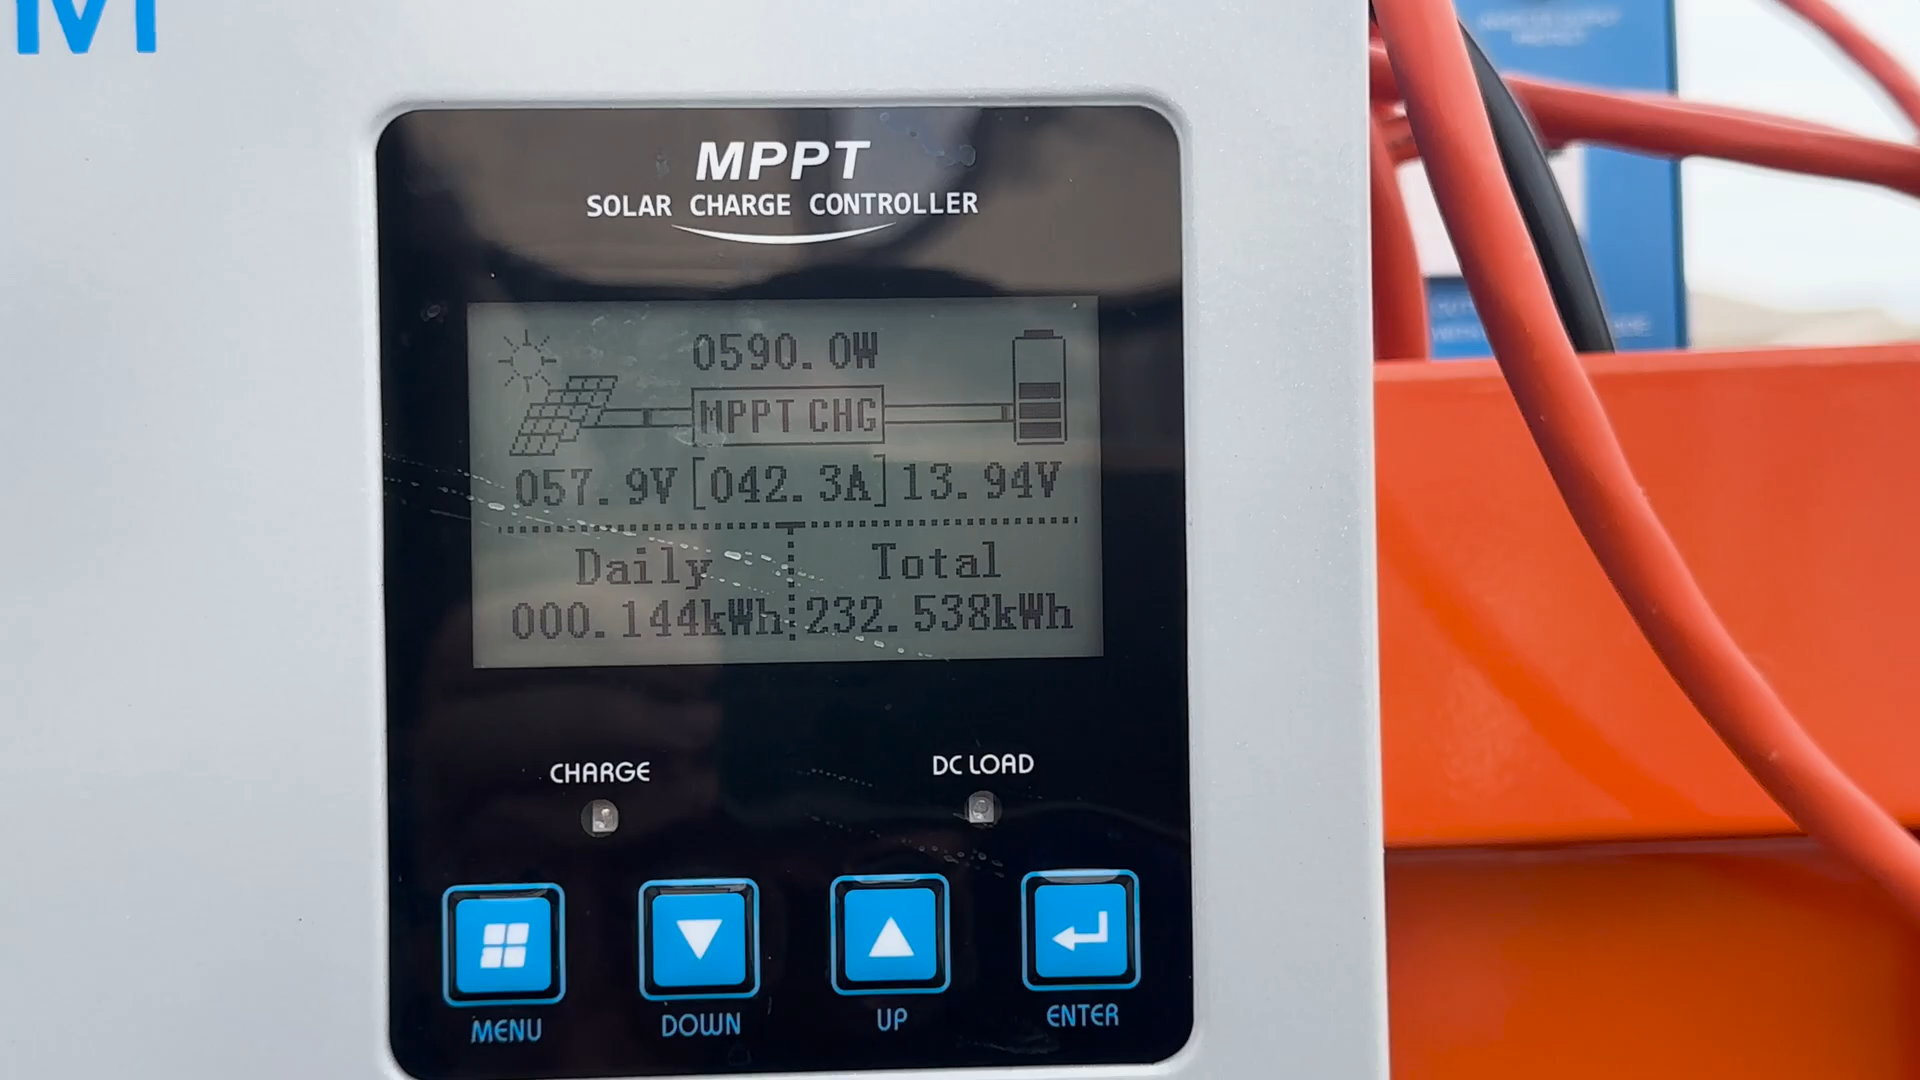 M
MPPT
SOLAR CHARGE CONTROLLER
0590.0W
MPPT CHG
057.9V [042.3A] 13.94V
Daily Total
000.144kWh 232.538kWh
CHARGE DC LOAD
MENU DOWN UP ENTER